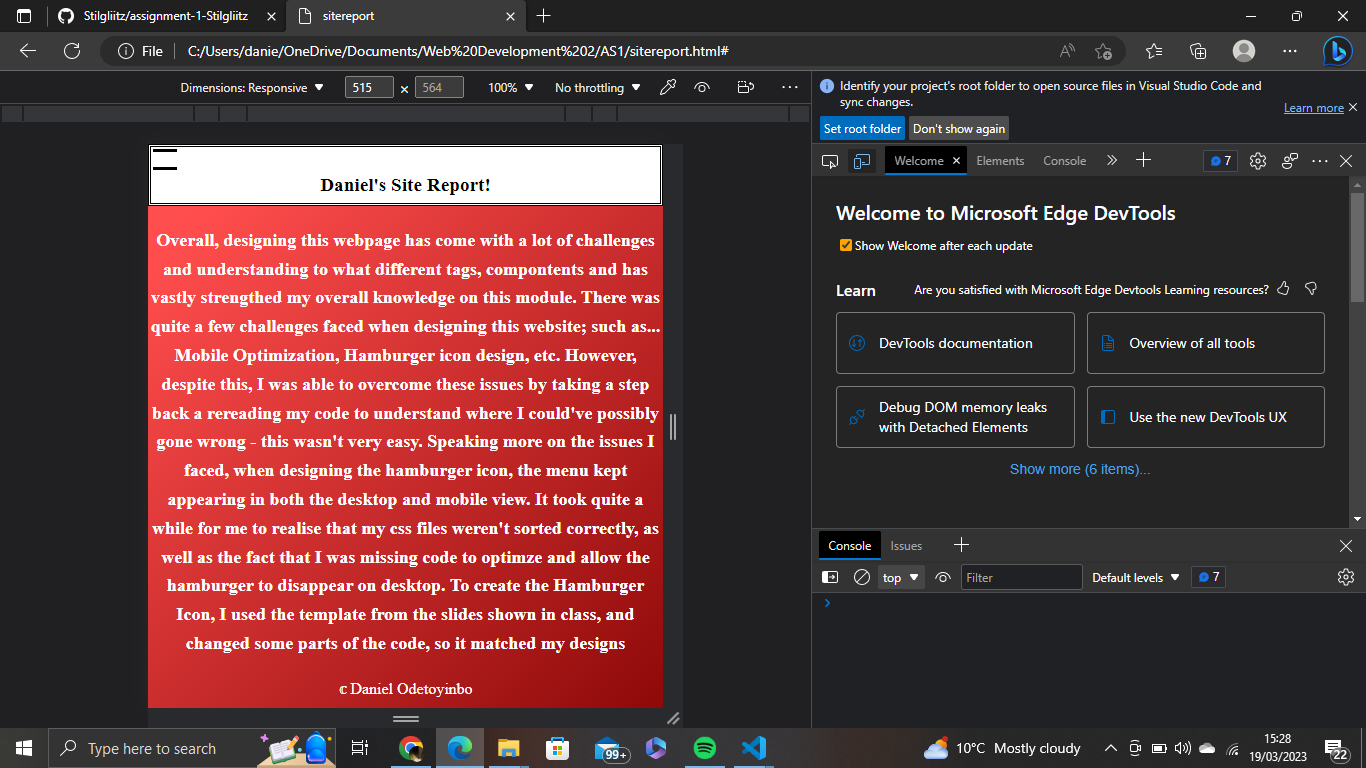 Stilgliitz/assignment-1-Stilgliitz
sitereport
File
C:/Users/danie/OneDrive/Documents/Web%20Development%202/AS1/sitereport.html#
Dimensions: Responsive
515
×
564
100%
No throttling
Identify your project's root folder to open source files in Visual Studio Code and
sync changes.
Learn more
Set root folder
Don't show again
Welcome
Elements
Console
7
Daniel's Site Report!
Overall, designing this webpage has come with a lot of challenges
and understanding to what different tags, compontents and has
vastly strengthed my overall knowledge on this module. There was
quite a few challenges faced when designing this website; such as...
Mobile Optimization, Hamburger icon design, etc. However,
despite this, I was able to overcome these issues by taking a step
back a rereading my code to understand where I could've possibly
gone wrong - this wasn't very easy. Speaking more on the issues I
faced, when designing the hamburger icon, the menu kept
appearing in both the desktop and mobile view. It took quite a
while for me to realise that my css files weren't sorted correctly, as
well as the fact that I was missing code to optimze and allow the
hamburger to disappear on desktop. To create the Hamburger
Icon, I used the template from the slides shown in class, and
changed some parts of the code, so it matched my designs
© Daniel Odetoyinbo
Welcome to Microsoft Edge DevTools
Show Welcome after each update
Learn
Are you satisfied with Microsoft Edge Devtools Learning resources?
DevTools documentation
Overview of all tools
Debug DOM memory leaks
with Detached Elements
Use the new DevTools UX
Show more (6 items)...
Console
Issues
top
Filter
Default levels
7
Type here to search
99+
10°C Mostly cloudy
15:28
19/03/2023
22